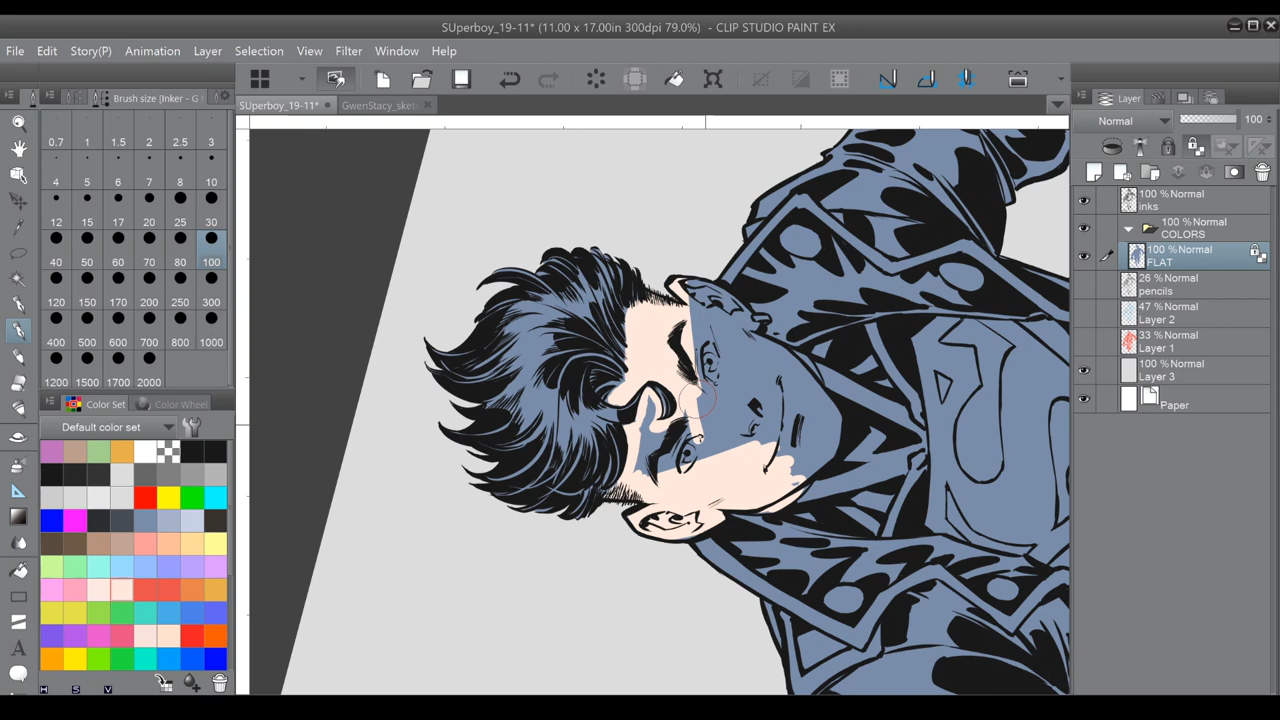 SUperboy_19-11* (11.00 x 17.00in 300dpi 79.0%) - CLIP STUDIO PAINT EX
File Edit Story(P) Animation Layer Selection View Filter Window Help
Brush size [Inker - G
SUperboy_19-11* GwenStacy_sket
Layer
0.7 1 1.5 2 2.5 3
4 5 6 7 8 10
12 15 17 20 25 30
40 50 60 70 80 100
120 150 170 200 250 300
400 500 600 700 800 1000
1200 1500 1700 2000
Color Set Color Wheel
Default color set
H S V
Normal 100
100 % Normal
inks
100 % Normal
COLORS
100 % Normal
FLAT
26 % Normal
pencils
47 % Normal
Layer 2
33 % Normal
Layer 1
100 % Normal
Layer 3
Paper